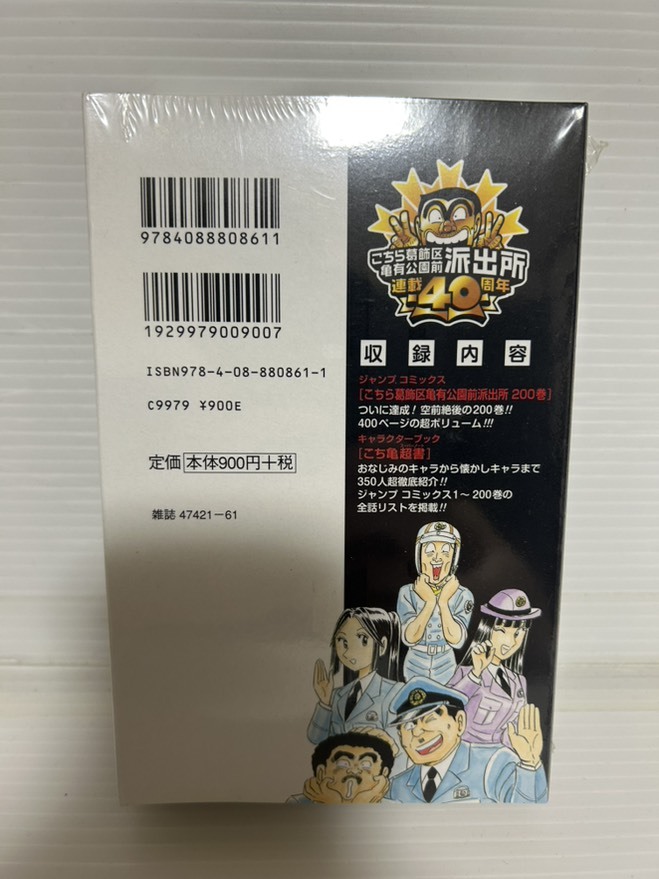 9784088808611
1929979009007
ISBN978-4-08-880861-1
C9979 ¥900E
定価 本体900円+税
雑誌 47421-61
こちら葛飾区
亀有公園前
派出所
連載40周年
収録内容
ジャンプ コミックス
[こちら葛飾区亀有公園前派出所 200巻]
ついに達成! 空前絶後の200巻!!
400ページの超ボリューム!!!
キャラクターブック
[こち亀超書]
おなじみのキャラから懐かしキャラまで
350人超徹底紹介!!
ジャンプ コミックス1〜200巻の
全話リストを掲載!!